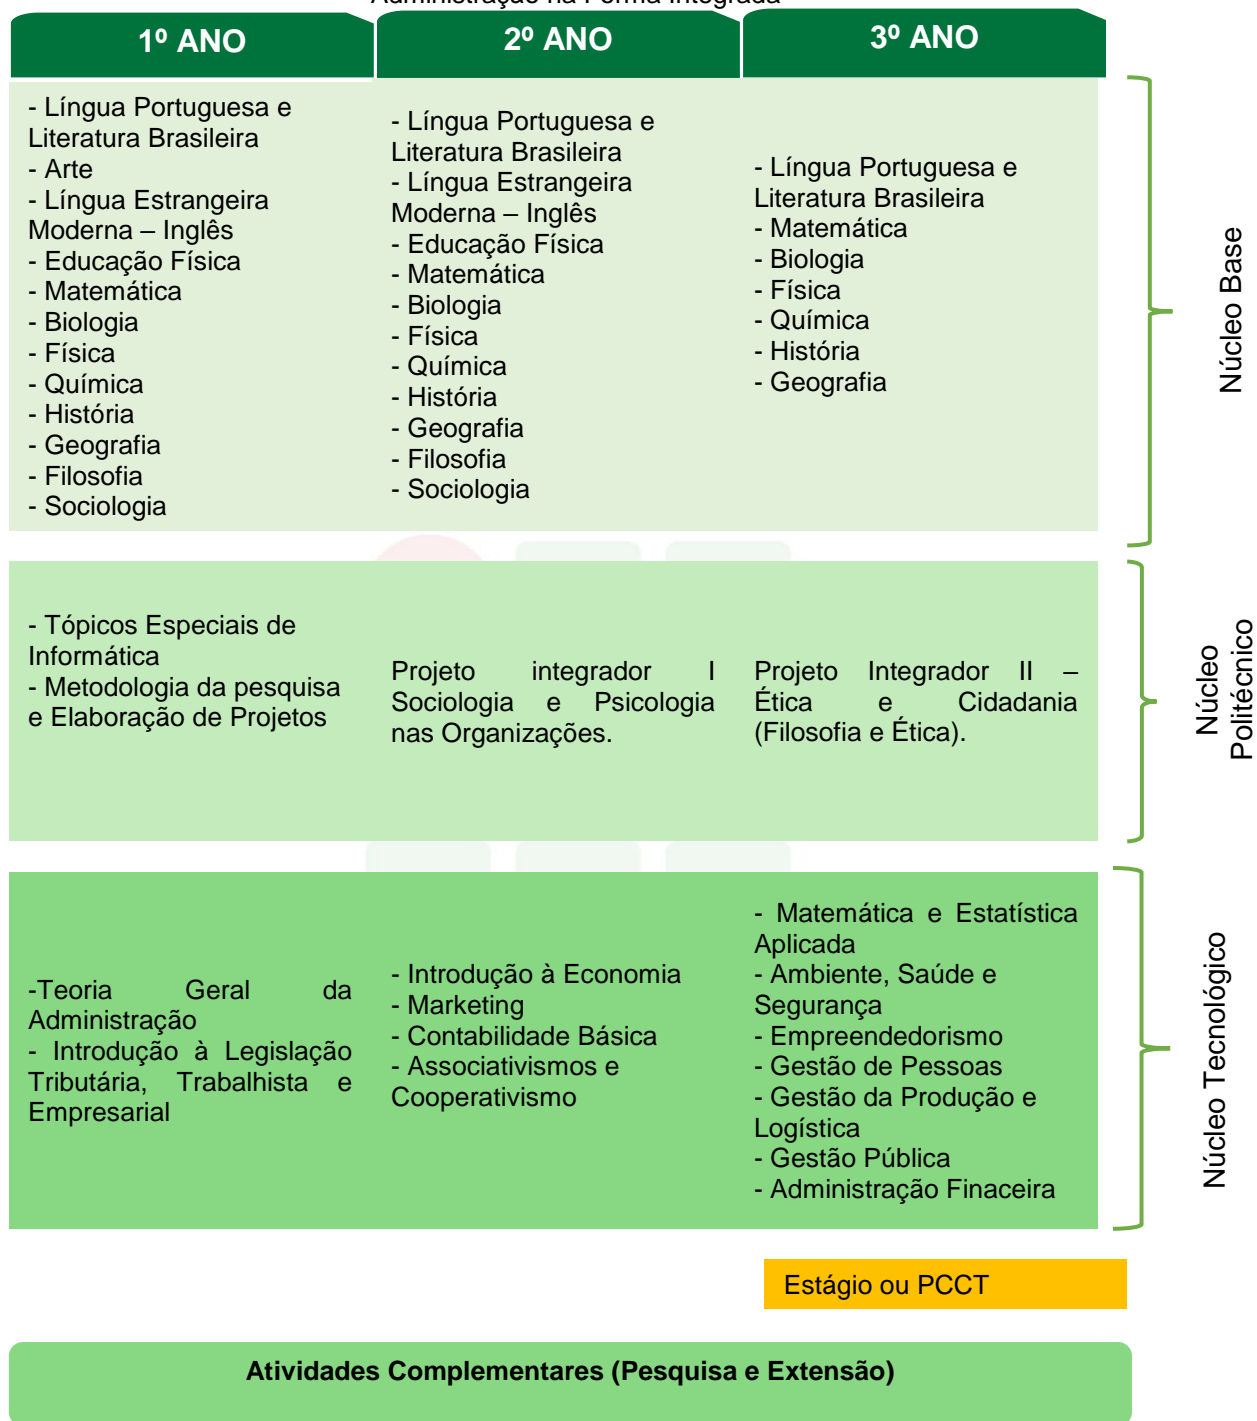 Administração na Forma Integrada
1º ANO
2º ANO
3º ANO
- Língua Portuguesa e
Literatura Brasileira
- Arte
- Língua Estrangeira
Moderna – Inglês
- Educação Física
- Matemática
- Biologia
- Física
- Química
- História
- Geografia
- Filosofia
- Sociologia
- Língua Portuguesa e
Literatura Brasileira
- Língua Estrangeira
Moderna – Inglês
- Educação Física
- Matemática
- Biologia
- Física
- Química
- História
- Geografia
- Filosofia
- Sociologia
- Língua Portuguesa e
Literatura Brasileira
- Matemática
- Biologia
- Física
- Química
- História
- Geografia
Núcleo Base
- Tópicos Especiais de
Informática
- Metodologia da pesquisa
e Elaboração de Projetos
Projeto integrador I
Sociologia e Psicologia
nas Organizações.
Projeto Integrador II –
Ética e Cidadania
(Filosofia e Ética).
Núcleo
Politécnico
-Teoria Geral da
Administração
- Introdução à Legislação
Tributária, Trabalhista e
Empresarial
- Introdução à Economia
- Marketing
- Contabilidade Básica
- Associativismos e
Cooperativismo
- Matemática e Estatística
Aplicada
- Ambiente, Saúde e
Segurança
- Empreendedorismo
- Gestão de Pessoas
- Gestão da Produção e
Logística
- Gestão Pública
- Administração Finaceira
Núcleo Tecnológico
Estágio ou PCCT
Atividades Complementares (Pesquisa e Extensão)